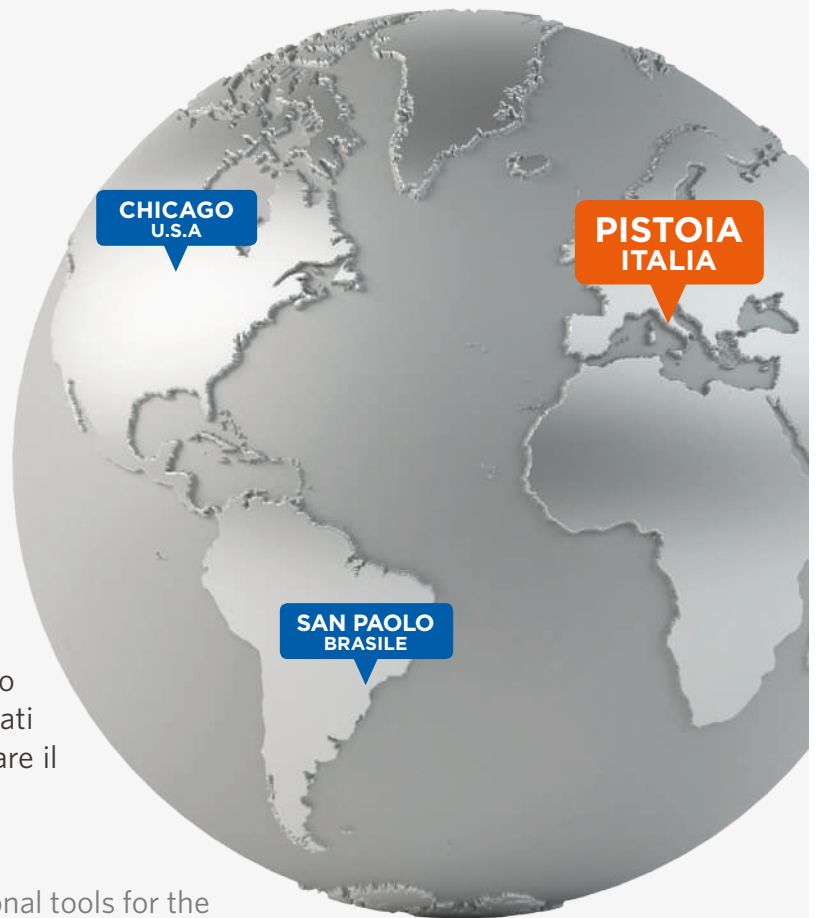 CHICAGO
U.S.A
PISTOIA
ITALIA
SAN PAOLO
BRASILE
o
ati
are il
onal tools for the